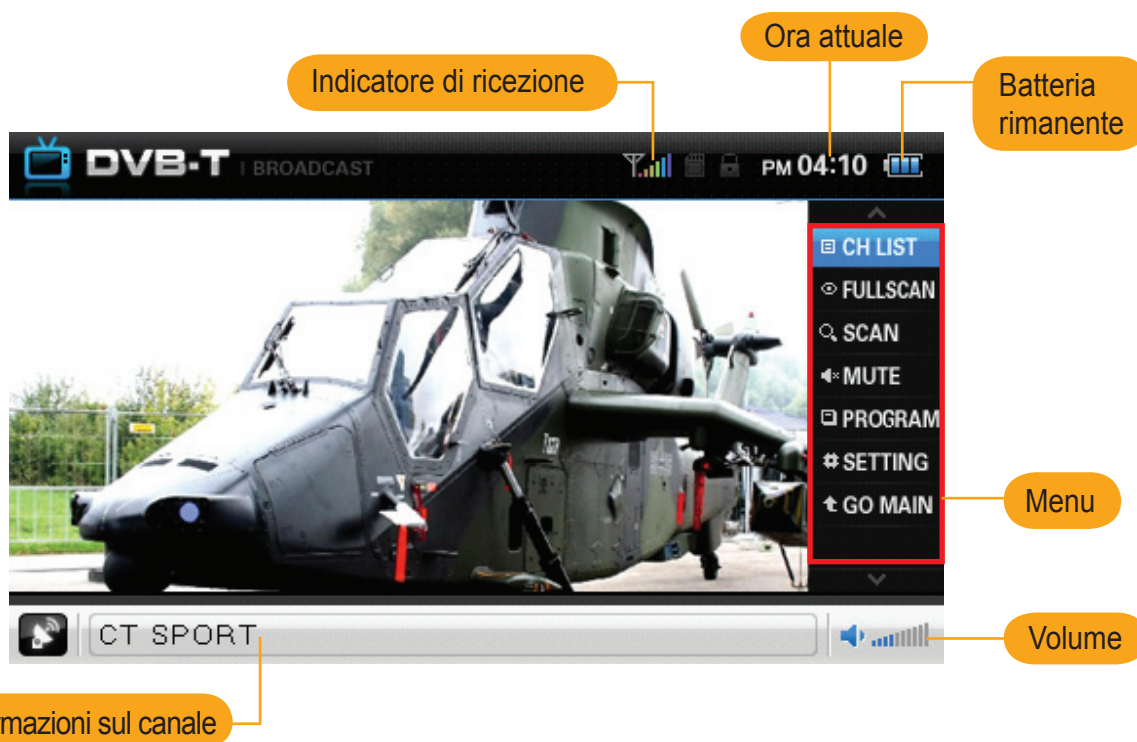 Ora attuale
Indicatore di ricezione
Batteria
rimanente
DVB-T | BROADCAST
PM 04:10
CH LIST
FULLSCAN
SCAN
MUTE
PROGRAM
SETTING
GO MAIN
Menu
CT SPORT
Volume
rmazioni sul canale